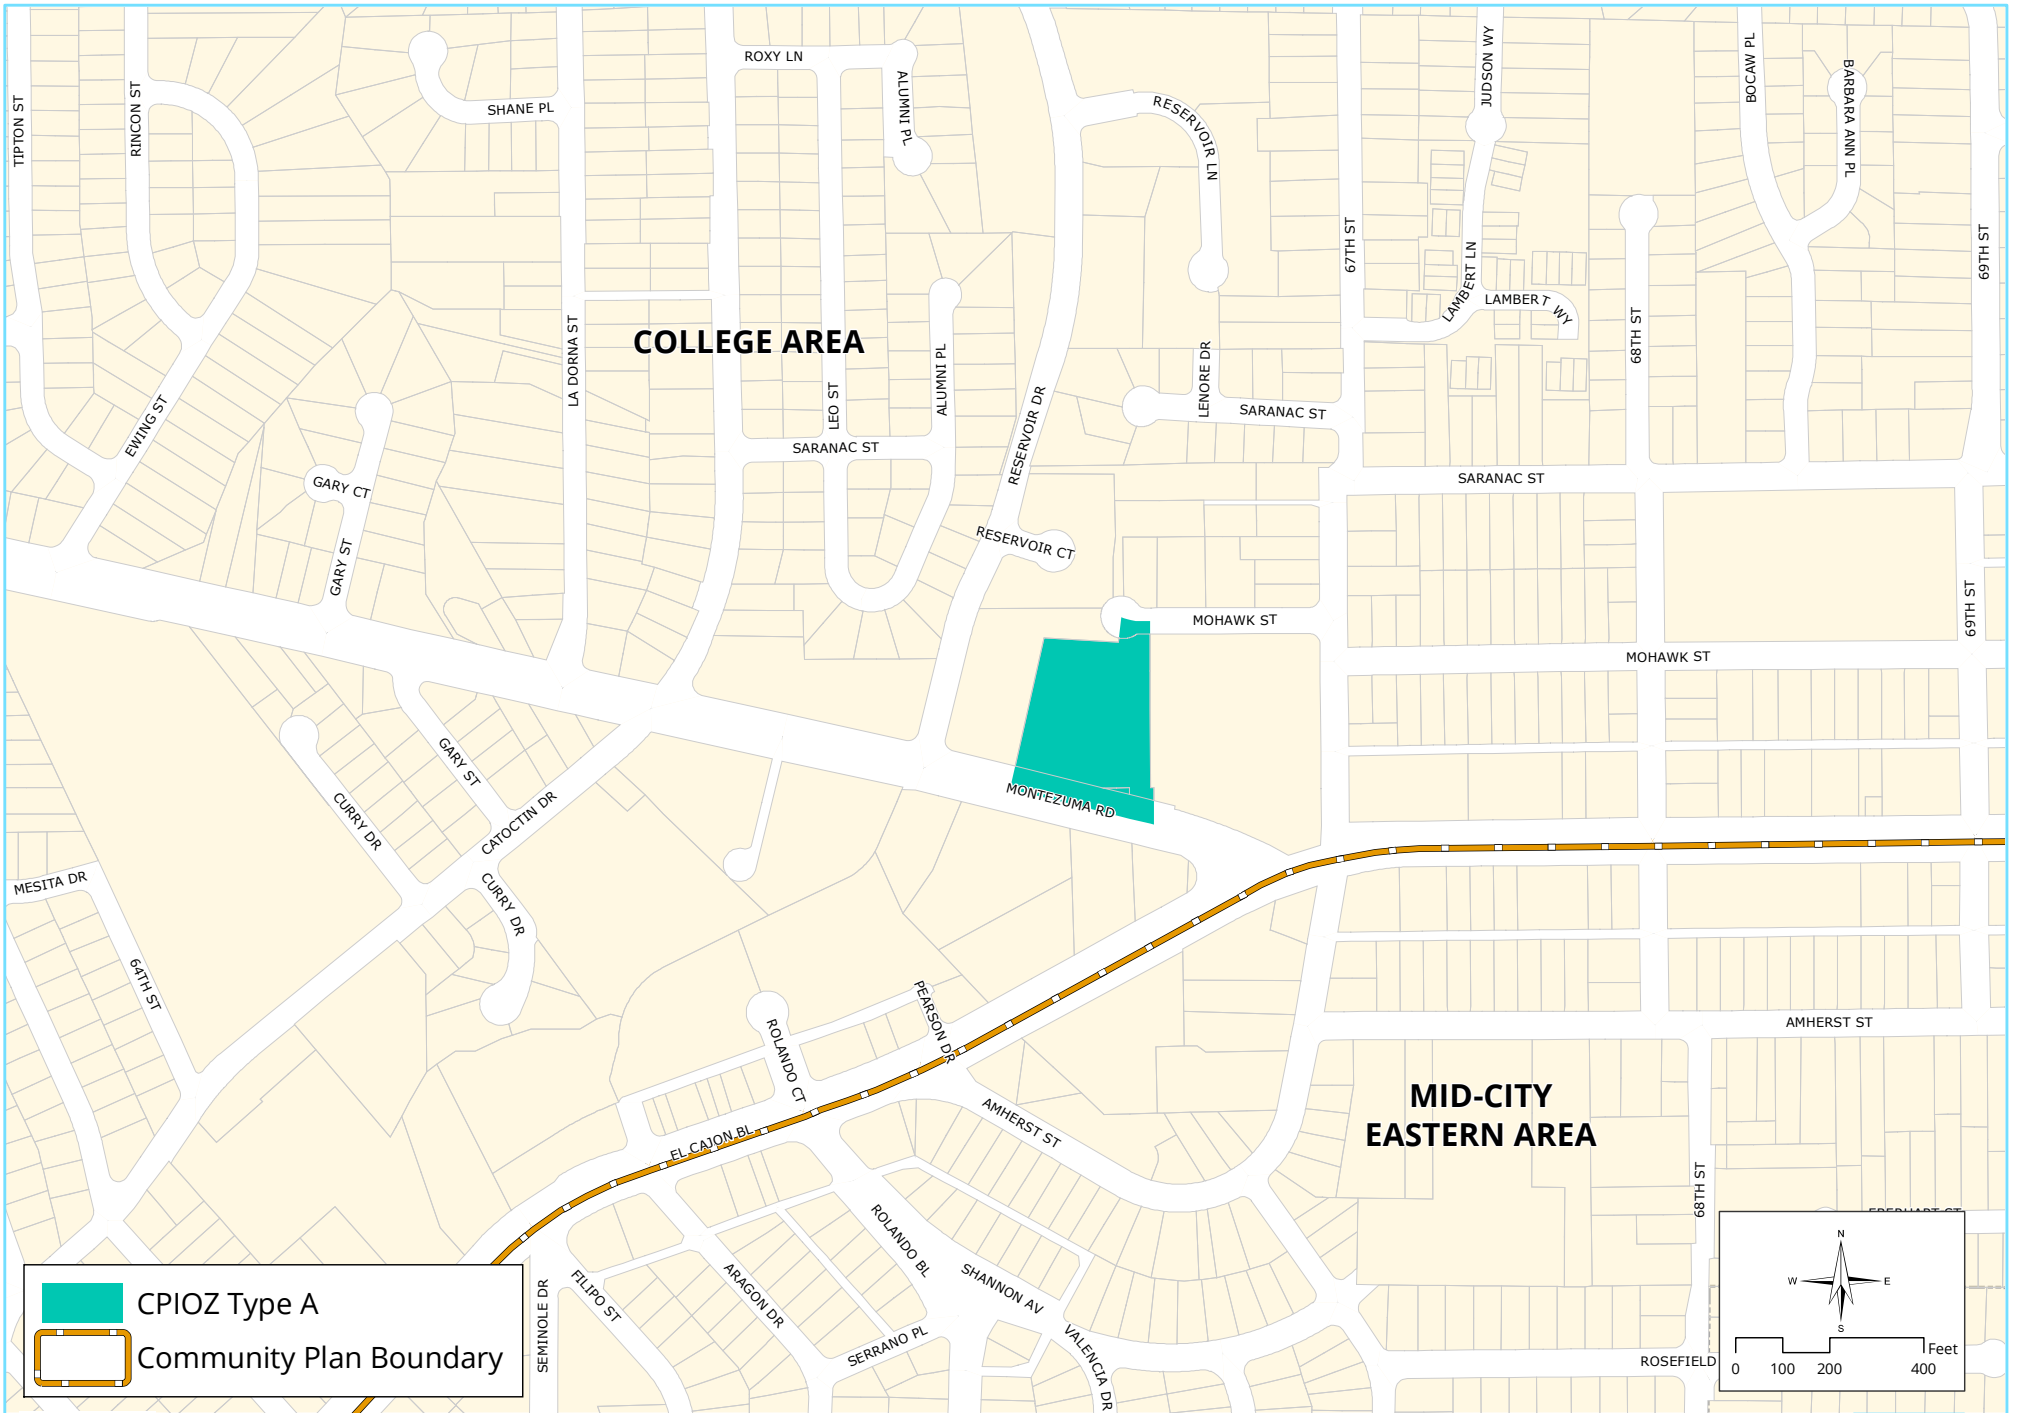 TIPTON ST
RINCON ST
SHANE PL
ROXY LN
ALUMNI PL
RESERVOIR LN
JUDSON WY
BOCAW PL
BARBARA ANN PL
67TH ST
69TH ST
LAMBERT LN
LAMBERT WY
68TH ST
LA DORNA ST
COLLEGE AREA
EWING ST
LEO ST
ALUMNI PL
RESERVOIR DR
LENORE DR
SARANAC ST
SARANAC ST
SARANAC ST
GARY CT
GARY ST
RESERVOIR CT
MOHAWK ST
69TH ST
MOHAWK ST
GARY ST
CURRY DR
CATOCTIN DR
MONTEZUMA RD
MESITA DR
CURRY DR
64TH ST
PEARSON DR
ROLANDO CT
AMHERST ST
EL CAJON BL
AMHERST ST
MID-CITY
EASTERN AREA
68TH ST
EBERHART ST
ROLANDO BL
SHANNON AV
FILIPO ST
ARAGON DR
SEMINOLE DR
SERRANO PL
VALENCIA DR
ROSEFIELD
CPIOZ Type A
Community Plan Boundary
N
W E
S
Feet
0 100 200 400